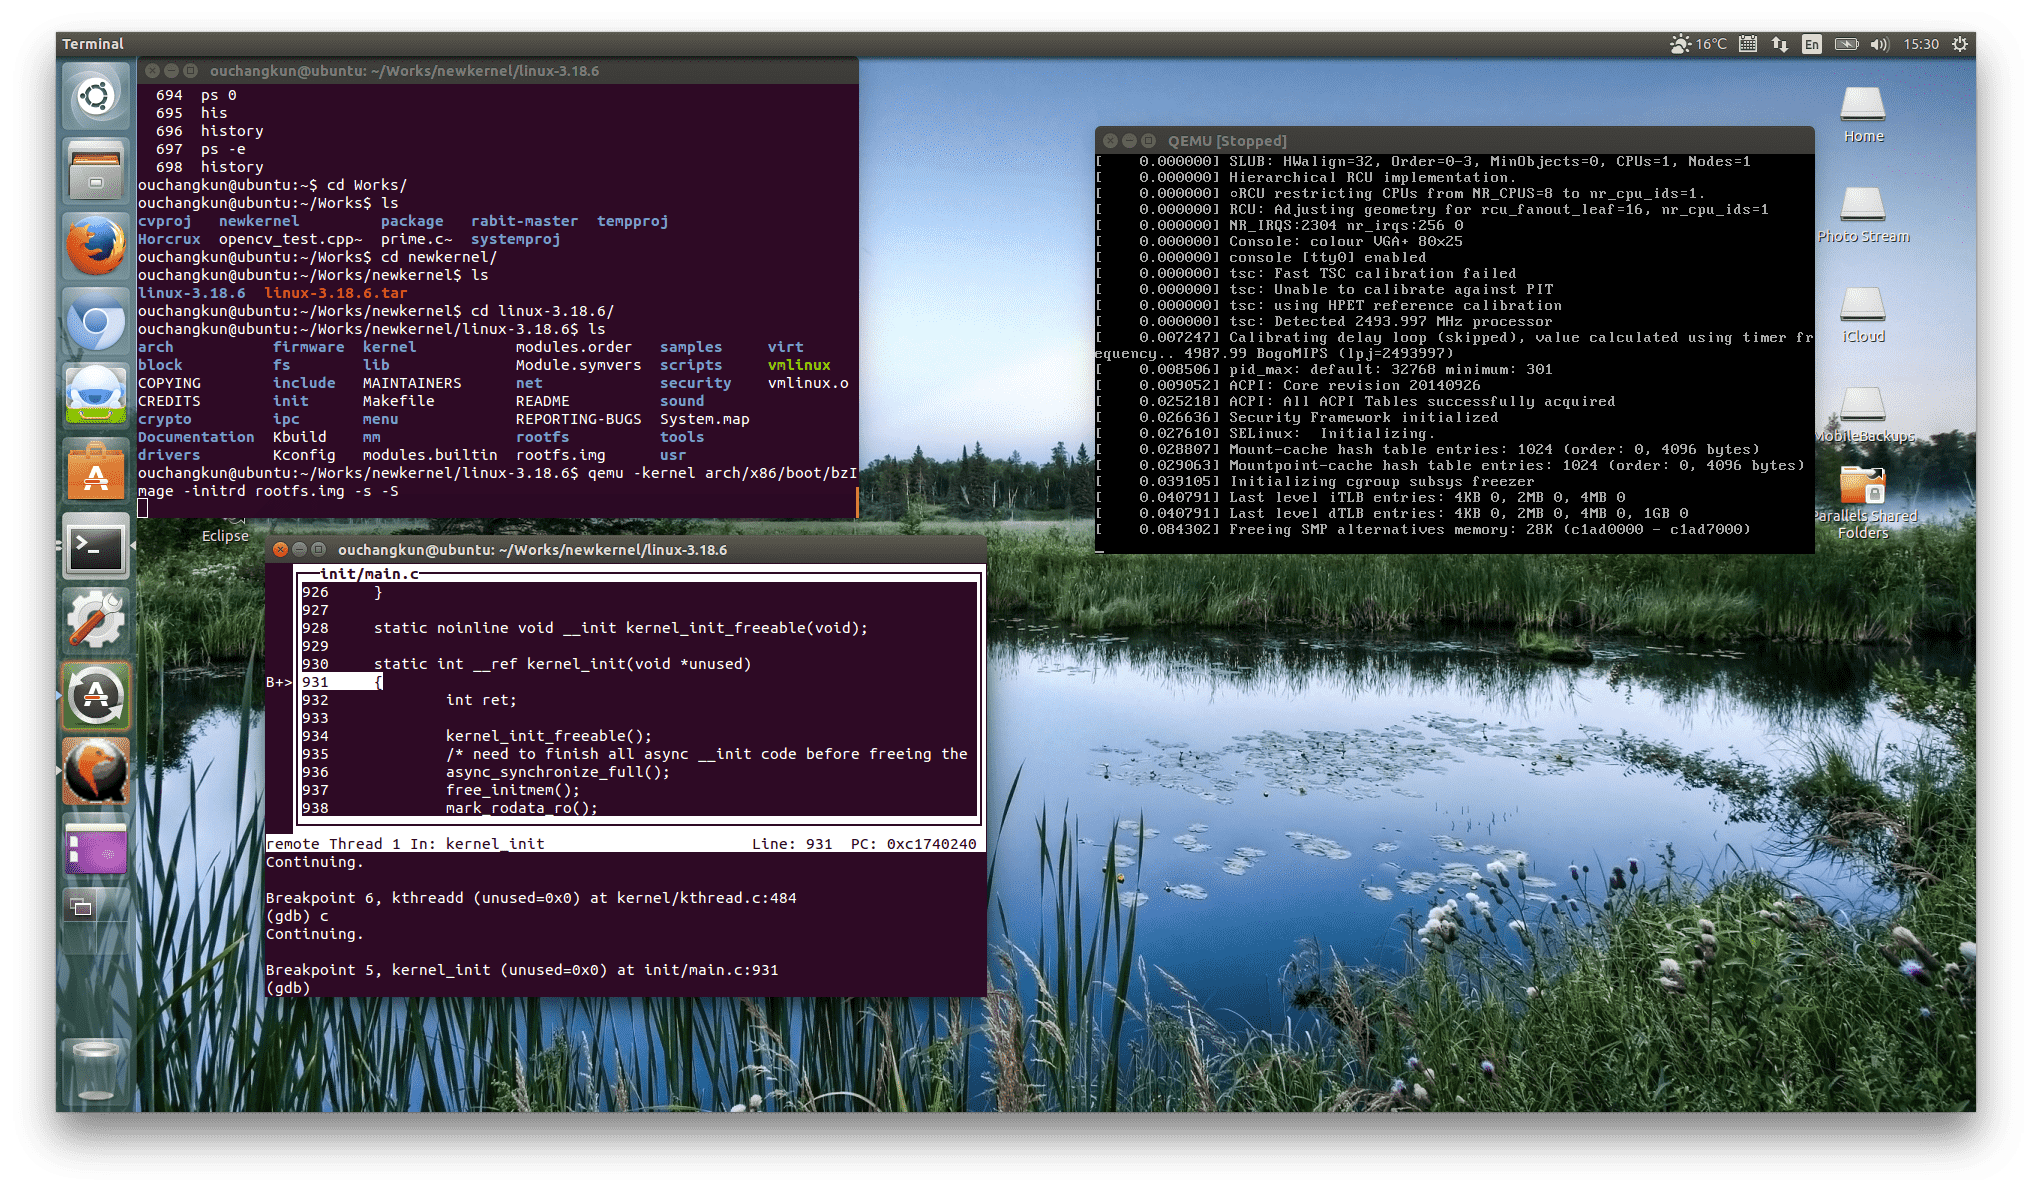 Terminal
16°C
En
15:30
ouchangkun@ubuntu: ~/Works/newkernel/linux-3.18.6
694 ps 0
695 his
696 history
697 ps -e
698 history
ouchangkun@ubuntu:~$ cd Works/
ouchangkun@ubuntu:~/Works$ ls
cvproj newkernel package rabit-master tempproj
Horcrux opencv_test.cpp~ prime.c~ systemproj
ouchangkun@ubuntu:~/Works$ cd newkernel/
ouchangkun@ubuntu:~/Works/newkernel$ ls
linux-3.18.6 linux-3.18.6.tar
ouchangkun@ubuntu:~/Works/newkernel$ cd linux-3.18.6/
ouchangkun@ubuntu:~/Works/newkernel/linux-3.18.6$ ls
arch firmware kernel modules.order samples virt
block fs lib Module.symvers scripts vmlinux
COPYING include MAINTAINERS net security vmlinux.o
CREDITS init Makefile README sound
crypto ipc menu REPORTING-BUGS System.map
Documentation Kbuild mm rootfs tools
drivers Kconfig modules.builtin rootfs.img usr
ouchangkun@ubuntu:~/Works/newkernel/linux-3.18.6$ qemu -kernel arch/x86/boot/bzI
mage -initrd rootfs.img -s -S
Eclipse
QEMU [Stopped]
[ 0.000000] SLUB: HWalign=32, Order=0-3, MinObjects=0, CPUs=1, Nodes=1
[ 0.000000] Hierarchical RCU implementation.
[ 0.000000] ○RCU restricting CPUs from NR_CPUS=8 to nr_cpu_ids=1.
[ 0.000000] RCU: Adjusting geometry for rcu_fanout_leaf=16, nr_cpu_ids=1
[ 0.000000] NR_IRQS:2304 nr_irqs:256 0
[ 0.000000] Console: colour VGA+ 80x25
[ 0.000000] console [tty0] enabled
[ 0.000000] tsc: Fast TSC calibration failed
[ 0.000000] tsc: Unable to calibrate against PIT
[ 0.000000] tsc: using HPET reference calibration
[ 0.000000] tsc: Detected 2493.997 MHz processor
[ 0.007247] Calibrating delay loop (skipped), value calculated using timer fr
equency.. 4987.99 BogoMIPS (lpj=2493997)
[ 0.008506] pid_max: default: 32768 minimum: 301
[ 0.009052] ACPI: Core revision 20140926
[ 0.025218] ACPI: All ACPI Tables successfully acquired
[ 0.026636] Security Framework initialized
[ 0.027610] SELinux:  Initializing.
[ 0.028807] Mount-cache hash table entries: 1024 (order: 0, 4096 bytes)
[ 0.029063] Mountpoint-cache hash table entries: 1024 (order: 0, 4096 bytes)
[ 0.039105] Initializing cgroup subsys freezer
[ 0.040791] Last level iTLB entries: 4KB 0, 2MB 0, 4MB 0
[ 0.040791] Last level dTLB entries: 4KB 0, 2MB 0, 4MB 0, 1GB 0
[ 0.084302] Freeing SMP alternatives memory: 28K (c1ad0000 - c1ad7000)
Home
Photo Stream
iCloud
MobileBackups
Parallels Shared
Folders
ouchangkun@ubuntu: ~/Works/newkernel/linux-3.18.6
init/main.c
926 }
927
928 static noinline void __init kernel_init_freeable(void);
929
930 static int __ref kernel_init(void *unused)
B+> 931 {
932 int ret;
933
934 kernel_init_freeable();
935 /* need to finish all async __init code before freeing the
936 async_synchronize_full();
937 free_initmem();
938 mark_rodata_ro();
remote Thread 1 In: kernel_init Line: 931 PC: 0xc1740240
Continuing.
Breakpoint 6, kthreadd (unused=0x0) at kernel/kthread.c:484
(gdb) c
Continuing.
Breakpoint 5, kernel_init (unused=0x0) at init/main.c:931
(gdb)